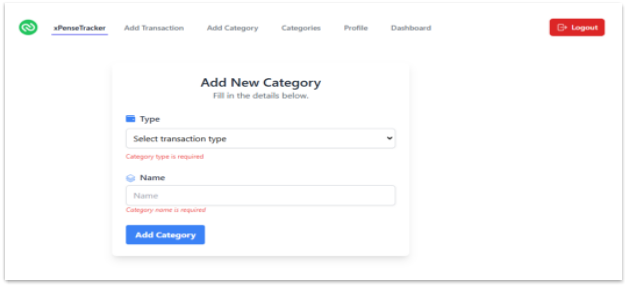 xPenseTracker Add Transaction Add Category Categories Profile Dashboard Logout
Add New Category
Fill in the details below.
Type
Select transaction type
Category type is required
Name
Name
Category name is required
Add Category